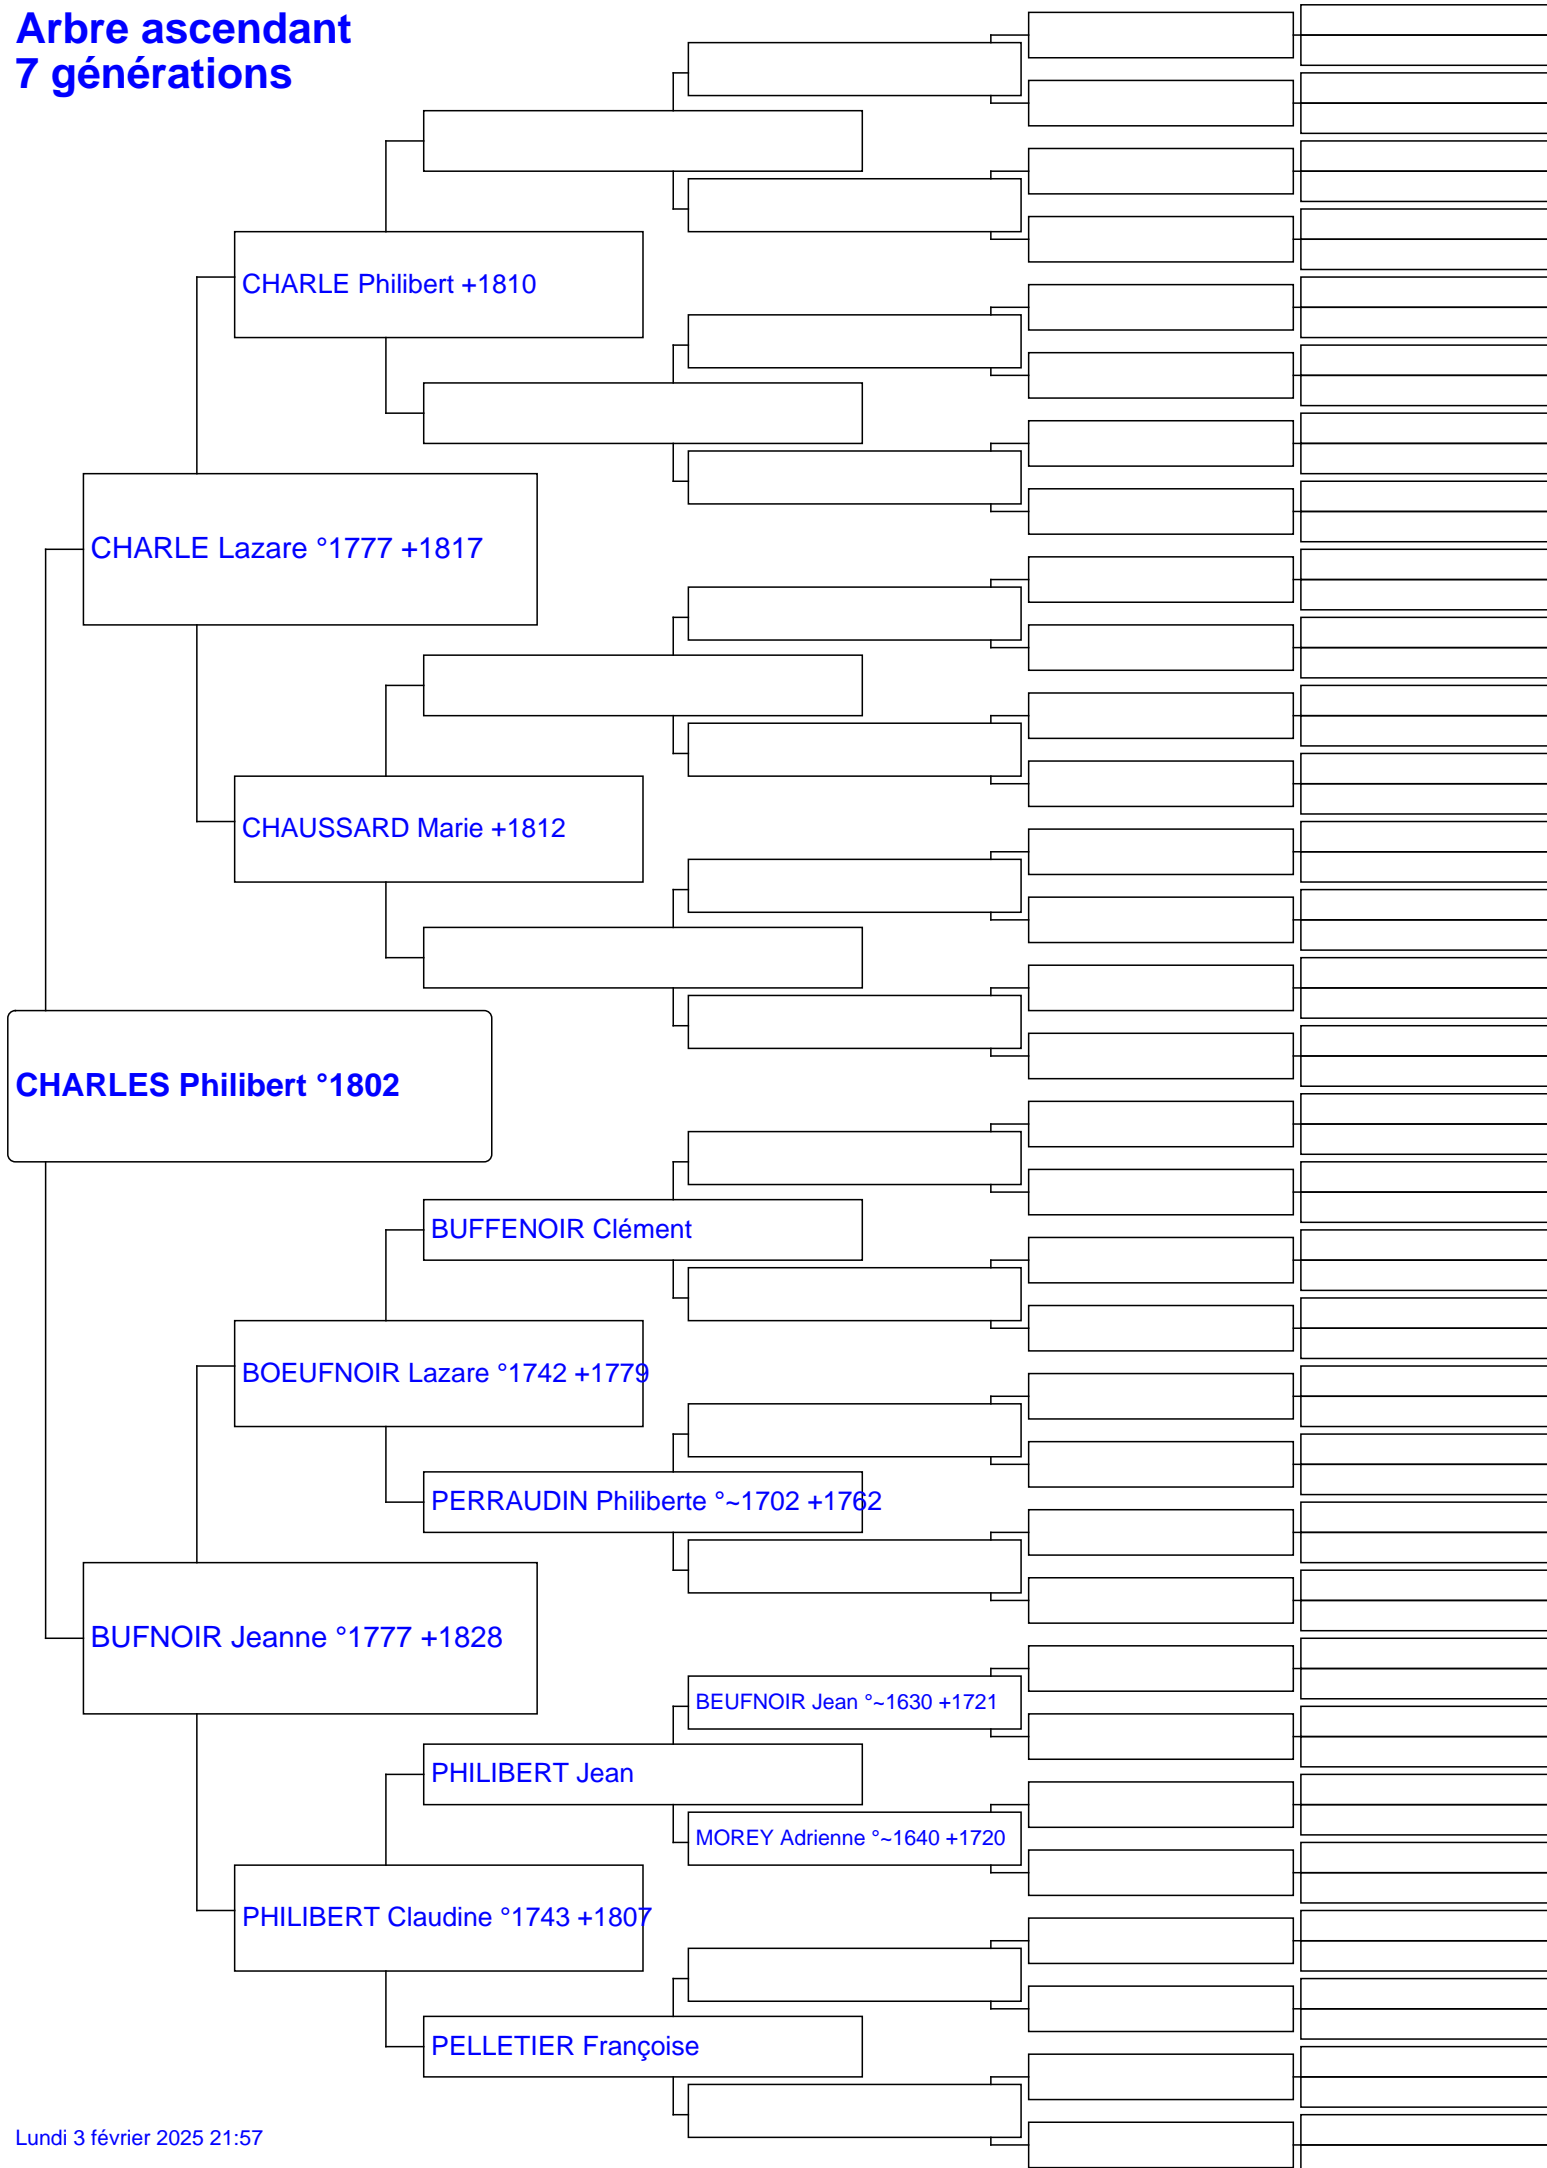 Arbre ascendant
7 générations
CHARLE Philibert +1810
CHARLE Lazare °1777 +1817
CHAUSSARD Marie +1812
CHARLES Philibert °1802
BUFFENOIR Clément
BOEUFNOIR Lazare °1742 +1779
PERRAUDIN Philiberte °~1702 +1762
BUFNOIR Jeanne °1777 +1828
BEUFNOIR Jean °~1630 +1721
PHILIBERT Jean
MOREY Adrienne °~1640 +1720
PHILIBERT Claudine °1743 +1807
PELLETIER Françoise
Lundi 3 février 2025 21:57